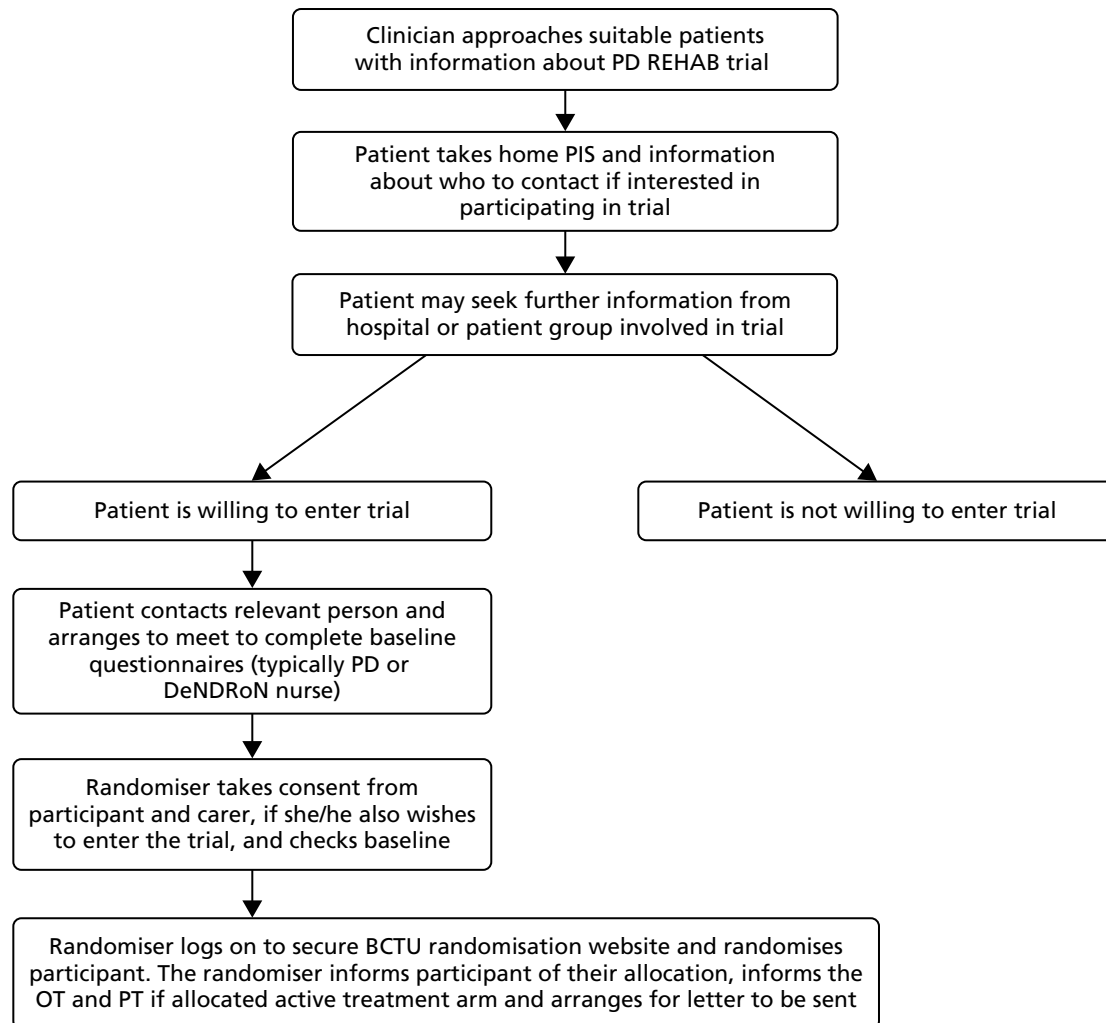 Clinician approaches suitable patients
with information about PD REHAB trial
Patient takes home PIS and information
about who to contact if interested in
participating in trial
Patient may seek further information from
hospital or patient group involved in trial
Patient is willing to enter trial
Patient is not willing to enter trial
Patient contacts relevant person and
arranges to meet to complete baseline
questionnaires (typically PD or
DeNDRoN nurse)
Randomiser takes consent from
participant and carer, if she/he also wishes
to enter the trial, and checks baseline
Randomiser logs on to secure BCTU randomisation website and randomises
participant. The randomiser informs participant of their allocation, informs the
OT and PT if allocated active treatment arm and arranges for letter to be sent